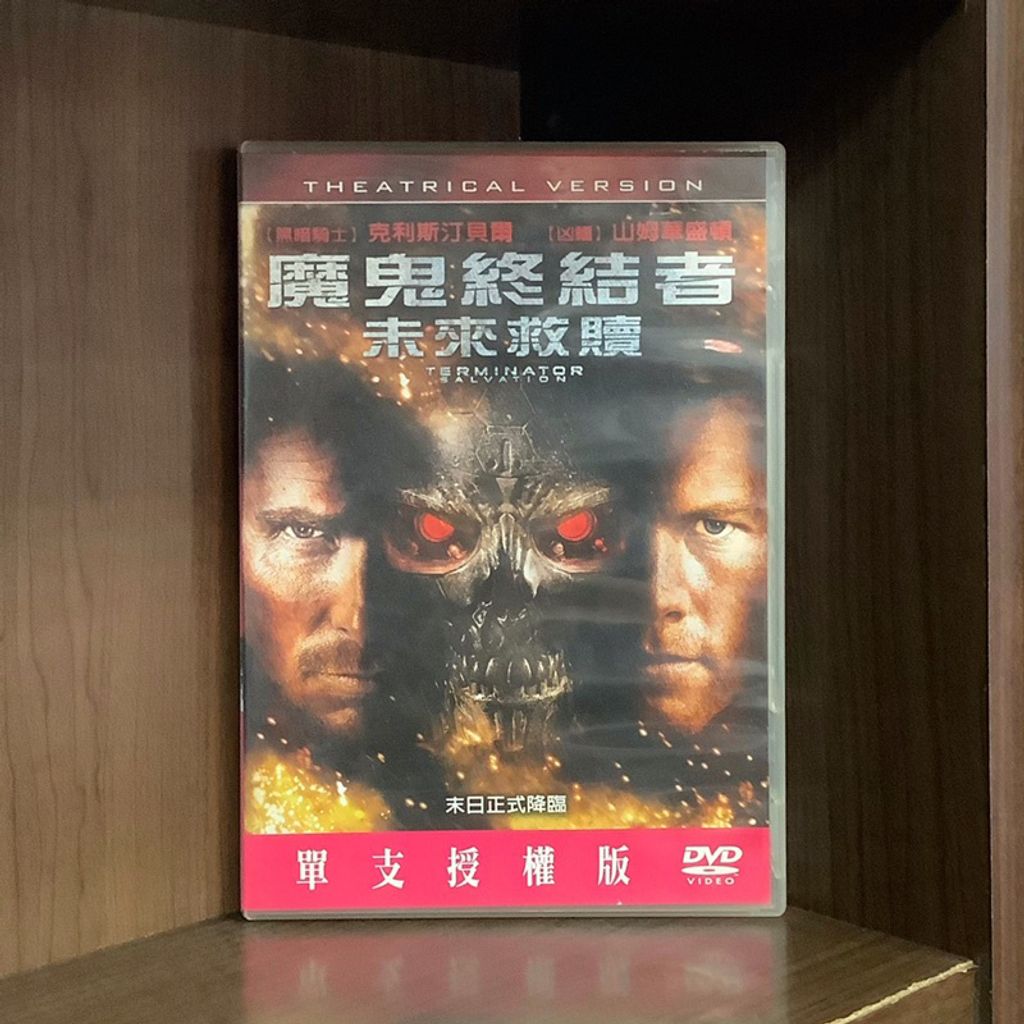 THEATRICAL VERSION
【黑暗騎士】克利斯汀貝爾 【凶蠅】山姆華盛頓
魔鬼終結者
未來救贖
TERMINATOR
SALVATION
末日正式降臨
單支授權版
DVD
VIDEO